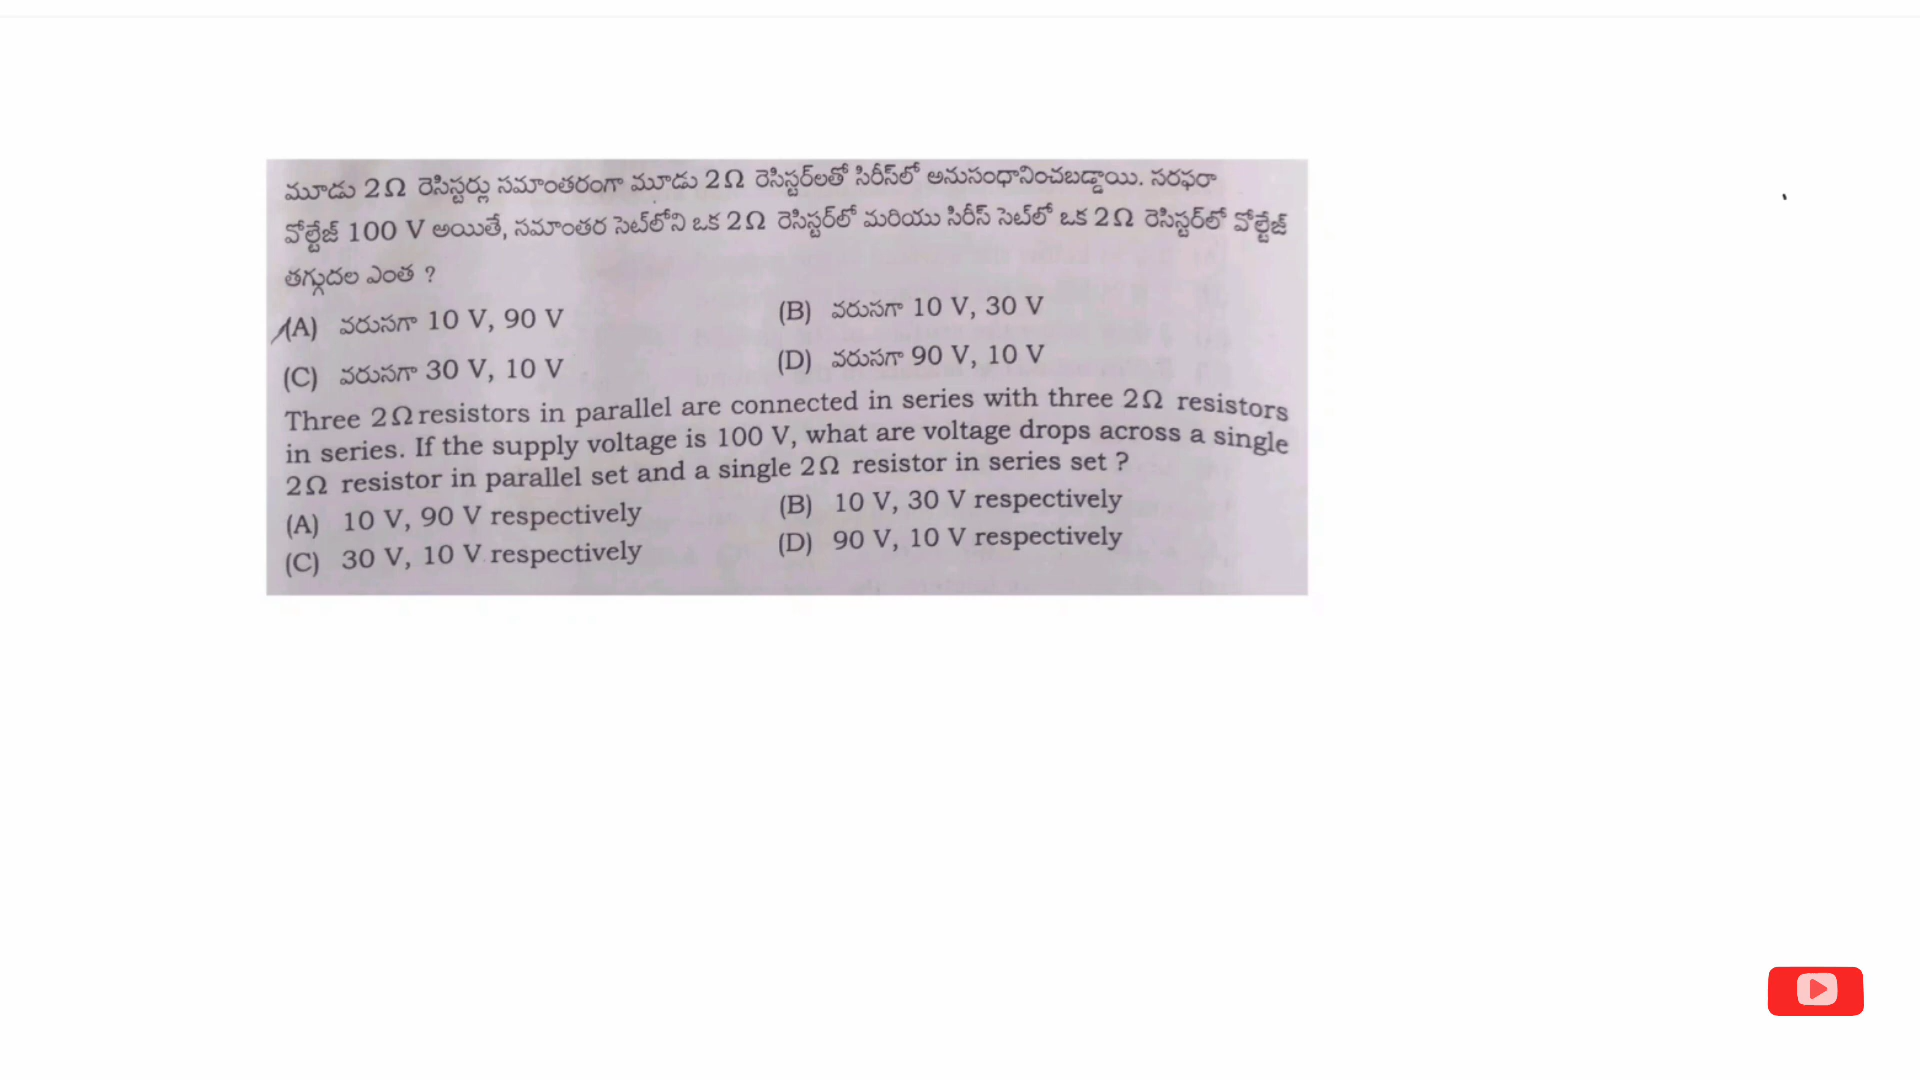 మూడు 2Ω రెసిస్టర్లు సమాంతరంగా మూడు 2Ω రెసిస్టర్‌లతో సిరీస్‌లో అనుసంధానించబడ్డాయి. సరఫరా
వోల్టేజ్ 100 V అయితే, సమాంతర సెట్‌లోని ఒక 2Ω రెసిస్టర్‌లో మరియు సిరీస్ సెట్‌లో ఒక 2Ω రెసిస్టర్‌లో వోల్టేజ్
తగ్గుదల ఎంత ?
(A) వరుసగా 10 V, 90 V
(B) వరుసగా 10 V, 30 V
(C) వరుసగా 30 V, 10 V
(D) వరుసగా 90 V, 10 V
Three 2Ω resistors in parallel are connected in series with three 2Ω resistors
in series. If the supply voltage is 100 V, what are voltage drops across a single
2Ω resistor in parallel set and a single 2Ω resistor in series set ?
(A) 10 V, 90 V respectively
(B) 10 V, 30 V respectively
(C) 30 V, 10 V respectively
(D) 90 V, 10 V respectively